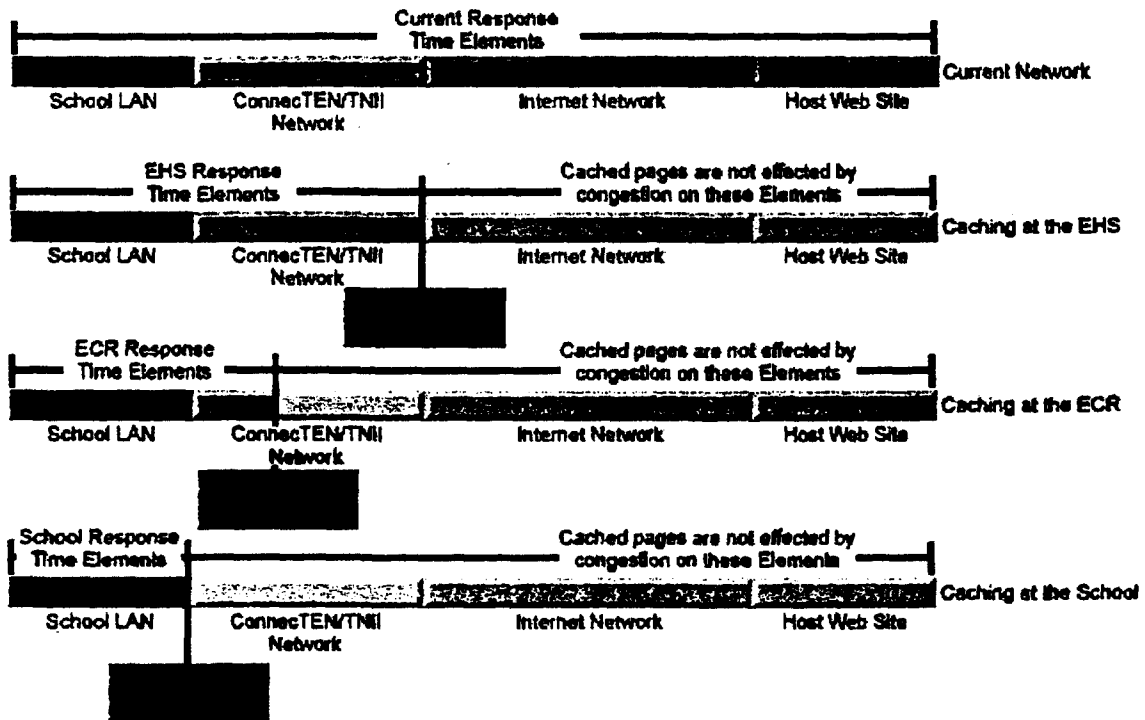 Current Response
Time Elements
Current Network
School LAN
ConnecTEN/TNII
Network
Internet Network
Host Web Site
EHS Response
Time Elements
Cached pages are not effected by
congestion on these Elements
Caching at the EHS
School LAN
ConnecTEN/TNII
Network
Internet Network
Host Web Site
ECR Response
Time Elements
Cached pages are not effected by
congestion on these Elements
Caching at the ECR
School LAN
ConnecTEN/TNII
Network
Internet Network
Host Web Site
School Response
Time Elements
Cached pages are not effected by
congestion on these Elements
Caching at the School
School LAN
ConnecTEN/TNII
Network
Internet Network
Host Web Site